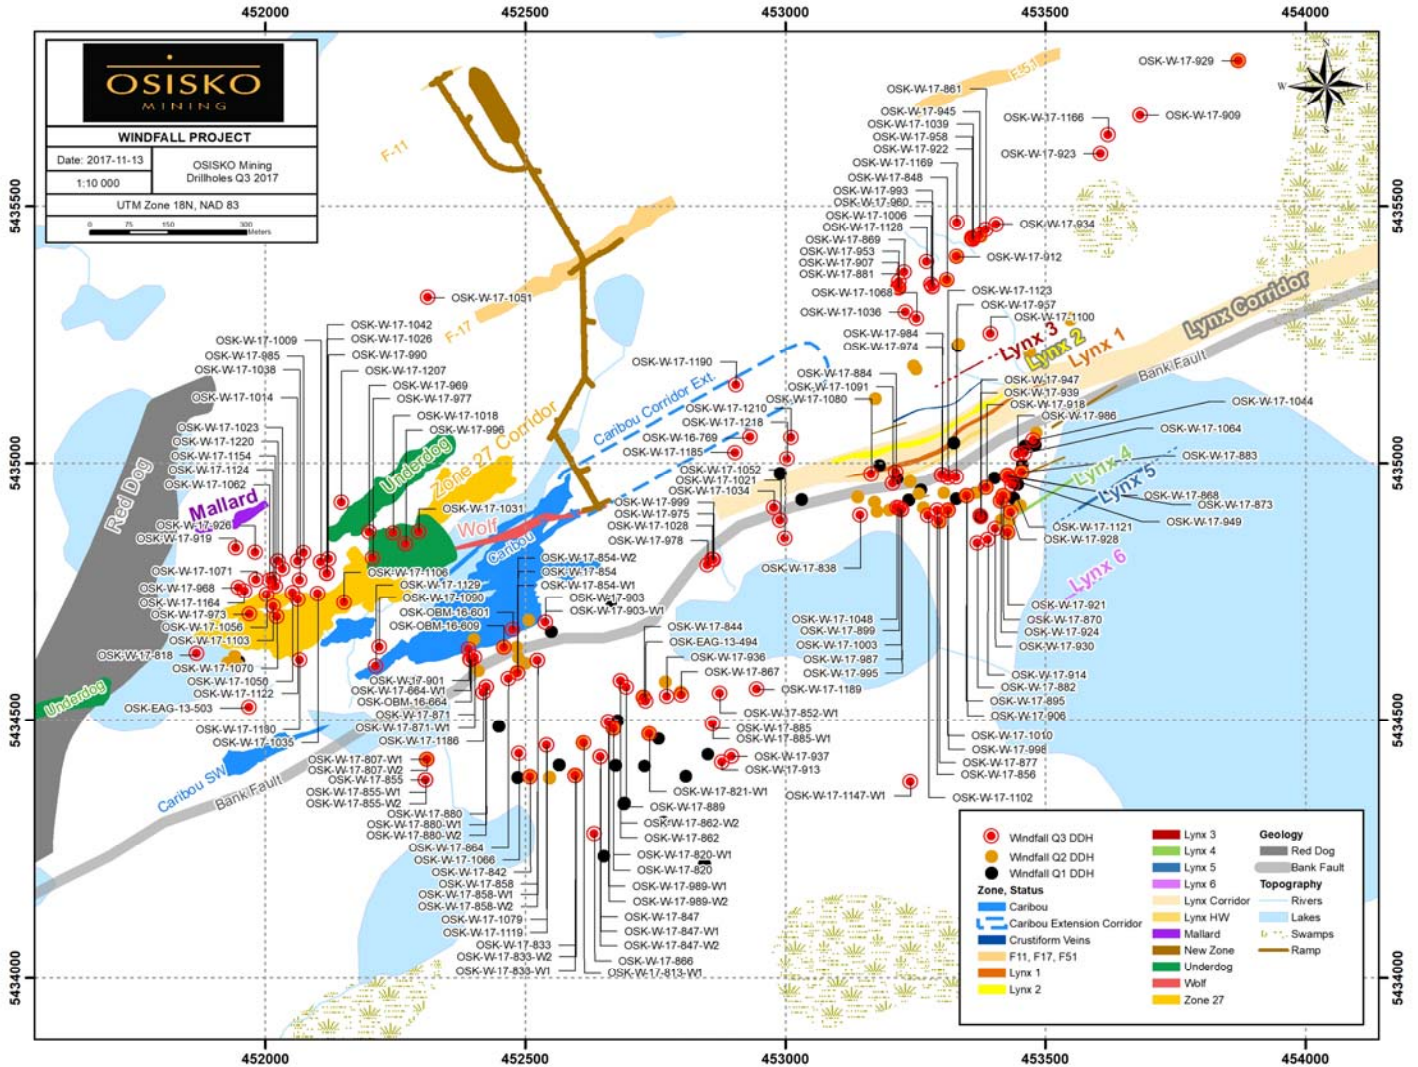 452000 452500 453000 453500 454000
OSISKO
MINING
WINDFALL PROJECT
Date: 2017-11-13
1:10 000
OSISKO Mining
Drillholes Q3 2017
UTM Zone 18N, NAD 83
0 75 150 300
Meters
N
W E
S
5435500
5435000
5434500
5434000
F-11
F-17
F-51
OSK-W-17-929
OSK-W-17-861
OSK-W-17-945
OSK-W-17-1039
OSK-W-17-958
OSK-W-17-922
OSK-W-17-1169
OSK-W-17-848
OSK-W-17-993
OSK-W-17-960
OSK-W-17-1006
OSK-W-17-1128
OSK-W-17-869
OSK-W-17-953
OSK-W-17-907
OSK-W-17-881
OSK-W-17-1068
OSK-W-17-1036
OSK-W-17-984
OSK-W-17-974
OSK-W-17-1166
OSK-W-17-909
OSK-W-17-923
OSK-W-17-934
OSK-W-17-912
OSK-W-17-1123
OSK-W-17-957
OSK-W-17-1100
Lynx Corridor
Lynx 3
Lynx 2
Lynx 1
Bank Fault
OSK-W-17-1051
OSK-W-17-1042
OSK-W-17-1026
OSK-W-17-1009
OSK-W-17-990
OSK-W-17-985
OSK-W-17-1207
OSK-W-17-1038
OSK-W-17-969
OSK-W-17-977
OSK-W-17-1014
OSK-W-17-1018
OSK-W-17-996
OSK-W-17-1023
OSK-W-17-1220
OSK-W-17-1154
OSK-W-17-1124
OSK-W-17-1062
Red Dog
Mallard
Underdog
Zone 27 Corridor
Wolf
Caribou
Caribou Corridor Ext.
OSK-W-17-1031
OSK-W-17-926
OSK-W-17-919
OSK-W-17-1071
OSK-W-17-968
OSK-W-17-1164
OSK-W-17-973
OSK-W-17-1056
OSK-W-17-1103
OSK-W-17-818
OSK-W-17-1070
OSK-W-17-1050
OSK-W-17-1122
OSK-EAG-13-503
OSK-W-17-1180
OSK-W-17-1035
Underdog
Caribou SW
Bank Fault
OSK-W-17-1106
OSK-W-17-1129
OSK-W-17-1090
OSK-OBM-16-601
OSK-OBM-16-609
OSK-W-17-854-W2
OSK-W-17-854
OSK-W-17-854-W1
OSK-W-17-903
OSK-W-17-903-W1
OSK-W-17-901
OSK-W-17-664-W1
OSK-OBM-16-664
OSK-W-17-871
OSK-W-17-871-W1
OSK-W-17-1186
OSK-W-17-807-W1
OSK-W-17-807-W2
OSK-W-17-855
OSK-W-17-855-W1
OSK-W-17-855-W2
OSK-W-17-880
OSK-W-17-880-W1
OSK-W-17-880-W2
OSK-W-17-864
OSK-W-17-1066
OSK-W-17-842
OSK-W-17-858
OSK-W-17-858-W1
OSK-W-17-858-W2
OSK-W-17-1079
OSK-W-17-1119
OSK-W-17-833
OSK-W-17-833-W2
OSK-W-17-833-W1
OSK-W-17-1190
OSK-W-17-1210
OSK-W-17-1218
OSK-W-16-769
OSK-W-17-1185
OSK-W-17-1052
OSK-W-17-1021
OSK-W-17-1034
OSK-W-17-999
OSK-W-17-975
OSK-W-17-1028
OSK-W-17-978
OSK-W-17-884
OSK-W-17-1091
OSK-W-17-1080
OSK-W-17-838
OSK-W-17-844
OSK-EAG-13-494
OSK-W-17-936
OSK-W-17-867
OSK-W-17-1189
OSK-W-17-852-W1
OSK-W-17-885
OSK-W-17-885-W1
OSK-W-17-937
OSK-W-17-913
OSK-W-17-821-W1
OSK-W-17-889
OSK-W-17-862-W2
OSK-W-17-862
OSK-W-17-820-W1
OSK-W-17-820
OSK-W-17-989-W1
OSK-W-17-989-W2
OSK-W-17-847
OSK-W-17-847-W1
OSK-W-17-847-W2
OSK-W-17-866
OSK-W-17-813-W1
OSK-W-17-947
OSK-W-17-939
OSK-W-17-918
OSK-W-17-986
OSK-W-17-1044
OSK-W-17-1064
OSK-W-17-883
Lynx 4
Lynx 5
Lynx 6
OSK-W-17-868
OSK-W-17-873
OSK-W-17-949
OSK-W-17-1121
OSK-W-17-928
OSK-W-17-1048
OSK-W-17-899
OSK-W-17-1003
OSK-W-17-987
OSK-W-17-995
OSK-W-17-921
OSK-W-17-870
OSK-W-17-924
OSK-W-17-930
OSK-W-17-914
OSK-W-17-882
OSK-W-17-895
OSK-W-17-906
OSK-W-17-1010
OSK-W-17-998
OSK-W-17-877
OSK-W-17-856
OSK-W-17-1147-W1
OSK-W-17-1102
Windfall Q3 DDH
Windfall Q2 DDH
Windfall Q1 DDH
Zone, Status
Caribou
Caribou Extension Corridor
Crustiform Veins
F11, F17, F51
Lynx 1
Lynx 2
Lynx 3
Lynx 4
Lynx 5
Lynx 6
Lynx Corridor
Lynx HW
Mallard
New Zone
Underdog
Wolf
Zone 27
Geology
Red Dog
Bank Fault
Topography
Rivers
Lakes
Swamps
Ramp
5435500
5435000
5434500
5434000
452000 452500 453000 453500 454000